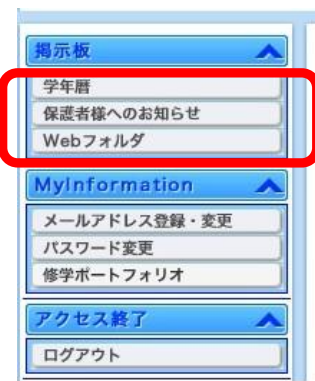 掲示板
学年暦
保護者様へのお知らせ
Webフォルダ
MyInformation
メールアドレス登録・変更
パスワード変更
修学ポートフォリオ
アクセス終了
ログアウト